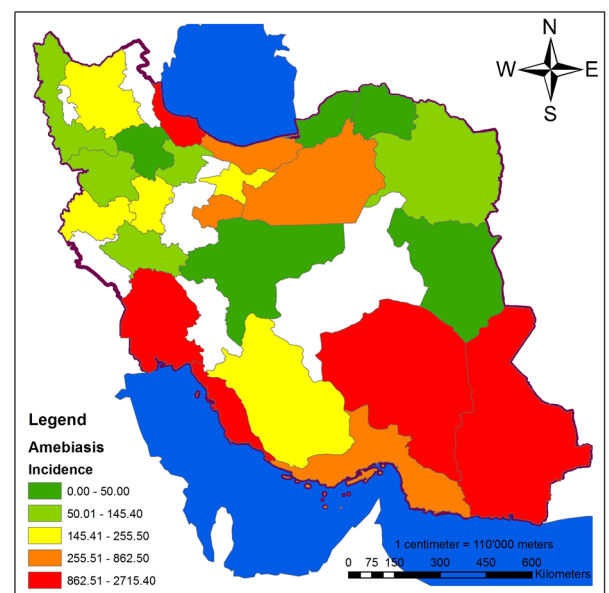 N
W E
S
Legend
Amebiasis
Incidence
0.00 - 50.00
50.01 - 145.40
145.41 - 255.50
255.51 - 862.50
862.51 - 2715.40
1 centimeter = 110'000 meters
0 75 150 300 450 600
Kilometers